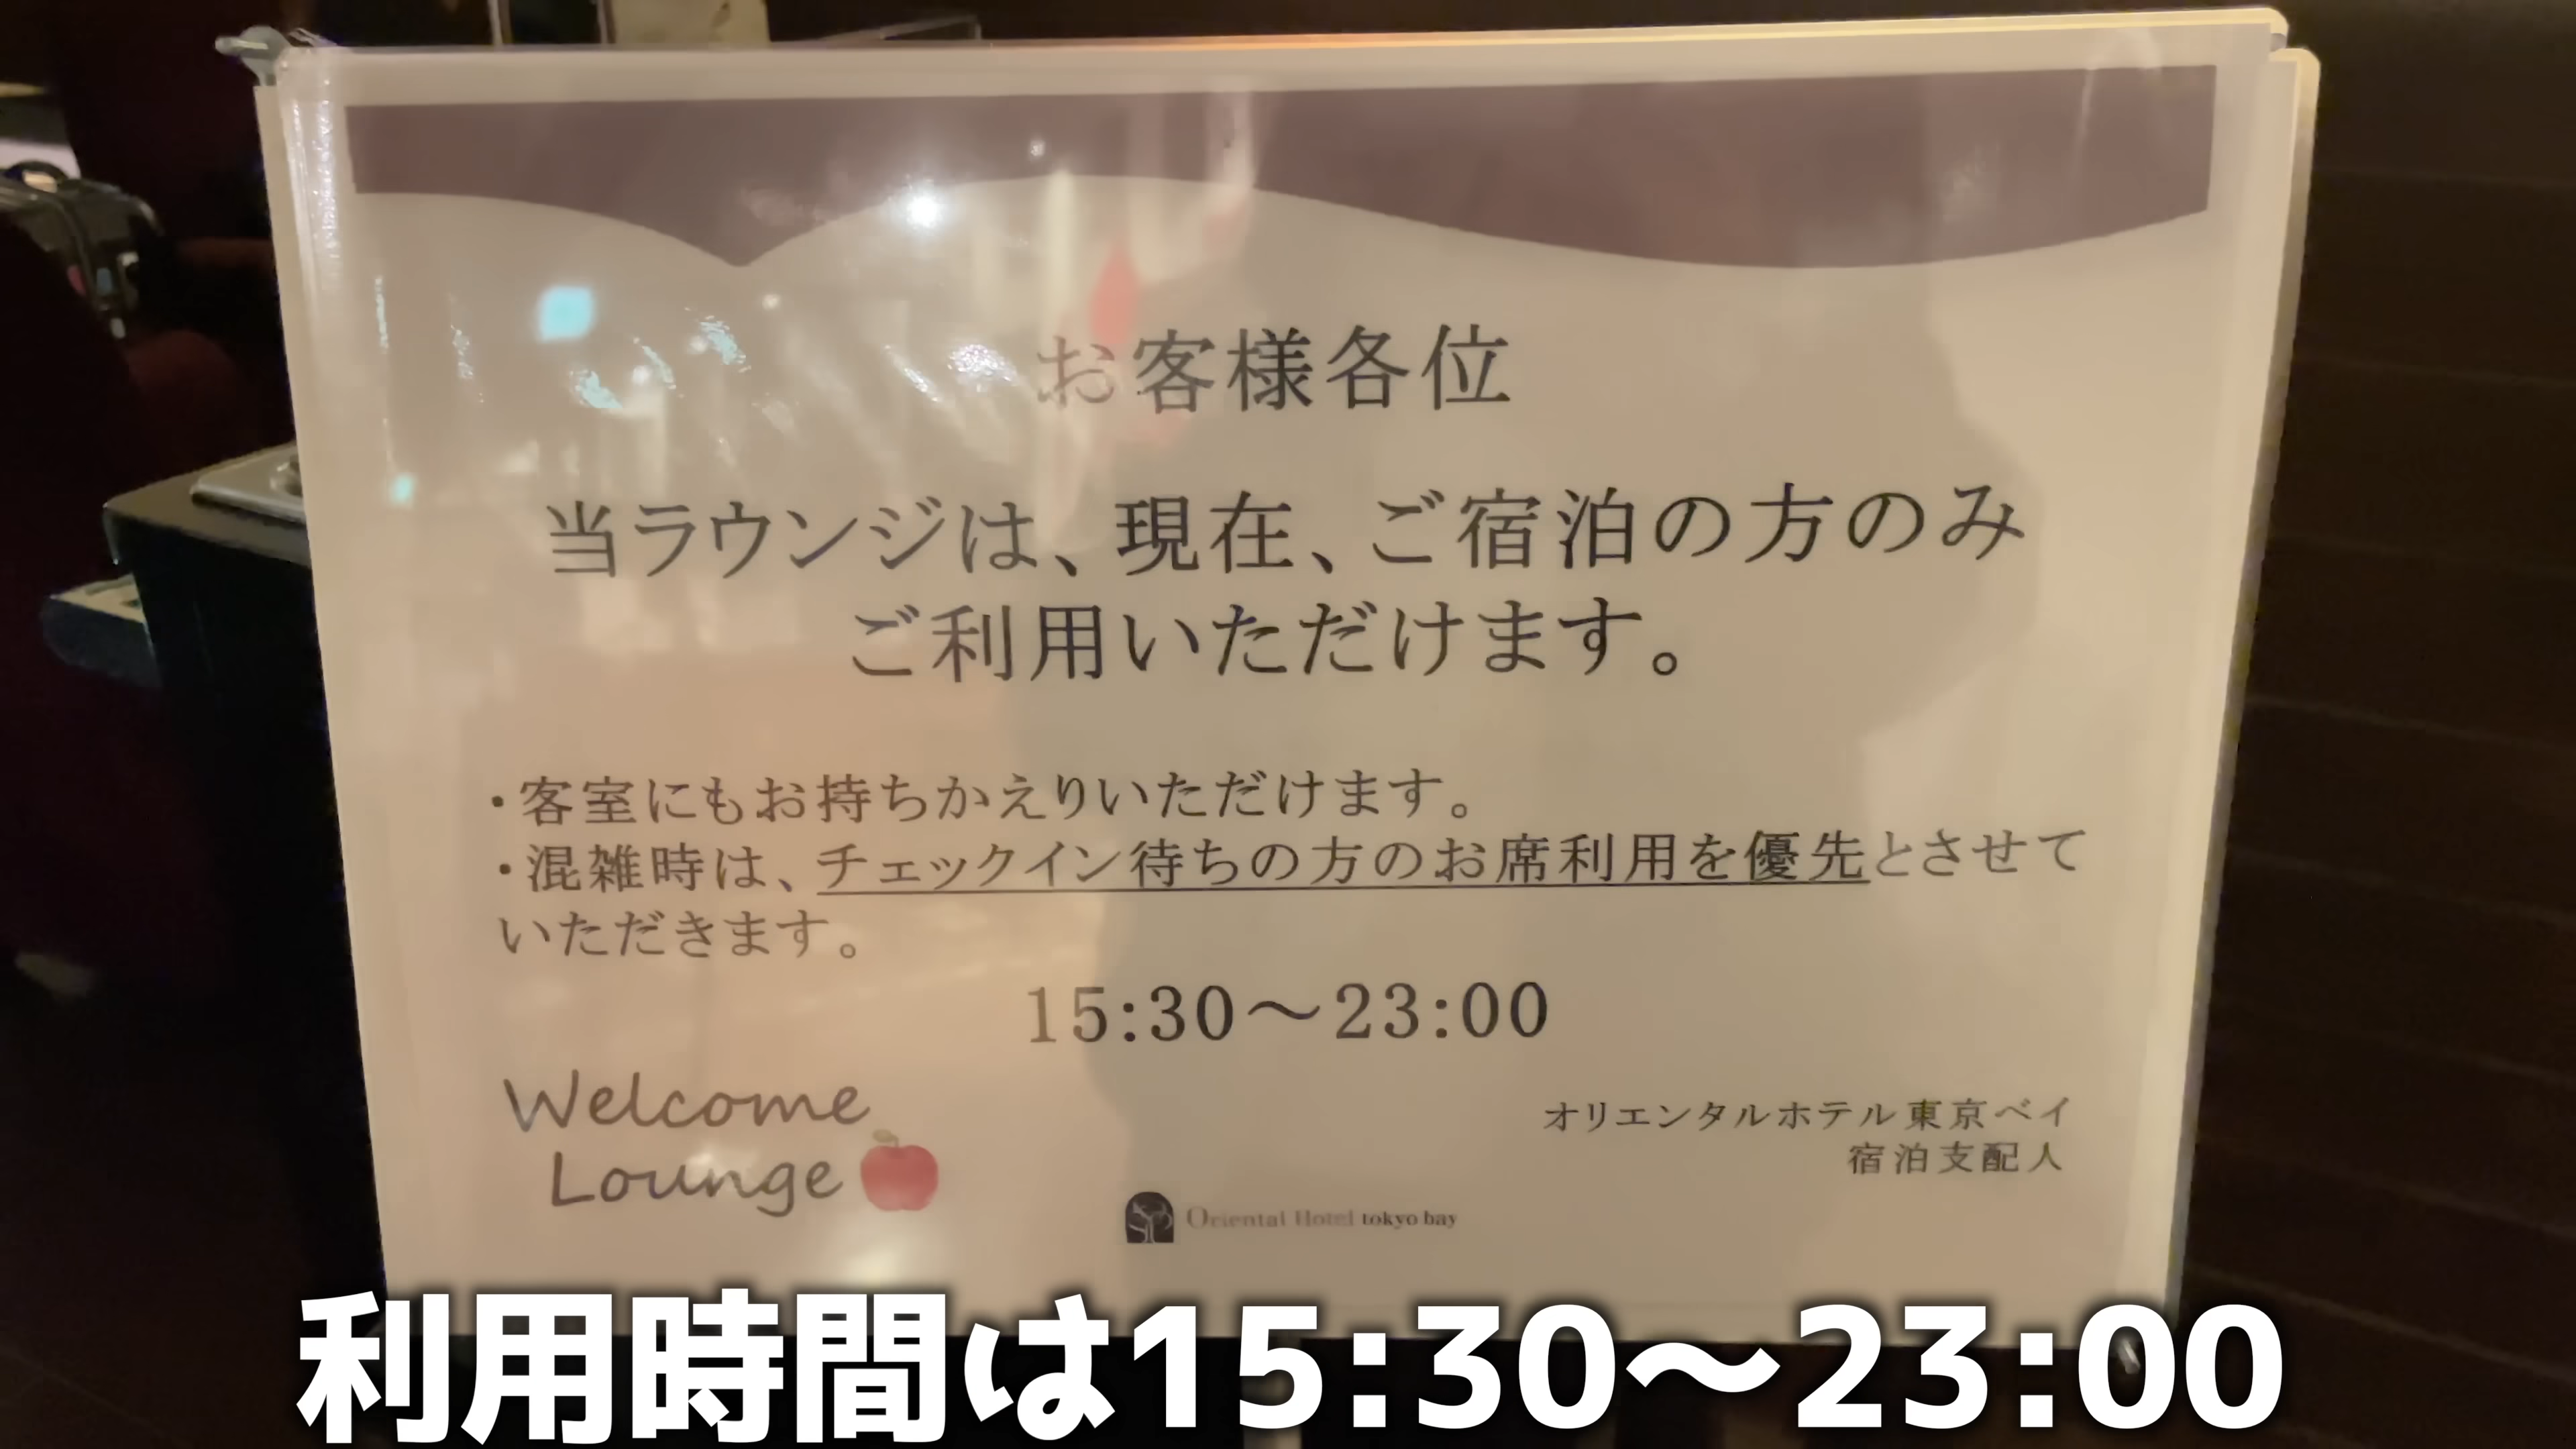 お客様各位
当ラウンジは、現在、ご宿泊の方のみ
ご利用いただけます。
・客室にもお持ちかえりいただけます。
・混雑時は、チェックイン待ちの方のお席利用を優先とさせて
いただきます。
15:30～23:00
Welcome
Lounge
オリエンタルホテル東京ベイ
宿泊支配人
Oriental Hotel tokyo bay
利用時間は15:30～23:00